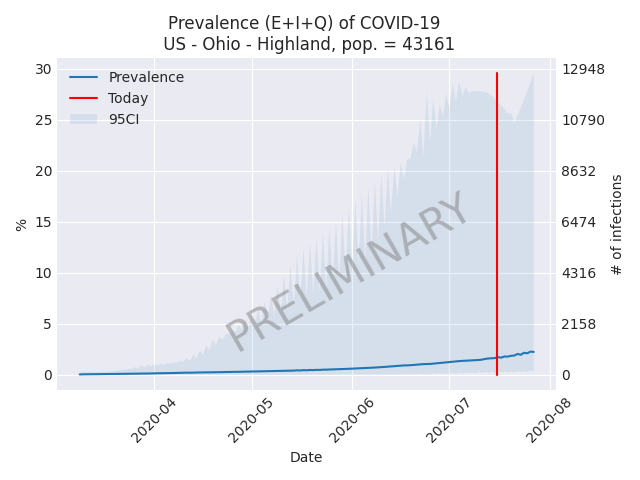 Prevalence (E+I+Q) of COVID-19
US - Ohio - Highland, pop. = 43161
Prevalence
Today
95CI
30
25
20
15
10
5
0
%
12948
10790
8632
6474
4316
2158
0
# of infections
PRELIMINARY
2020-04
2020-05
2020-06
2020-07
2020-08
Date